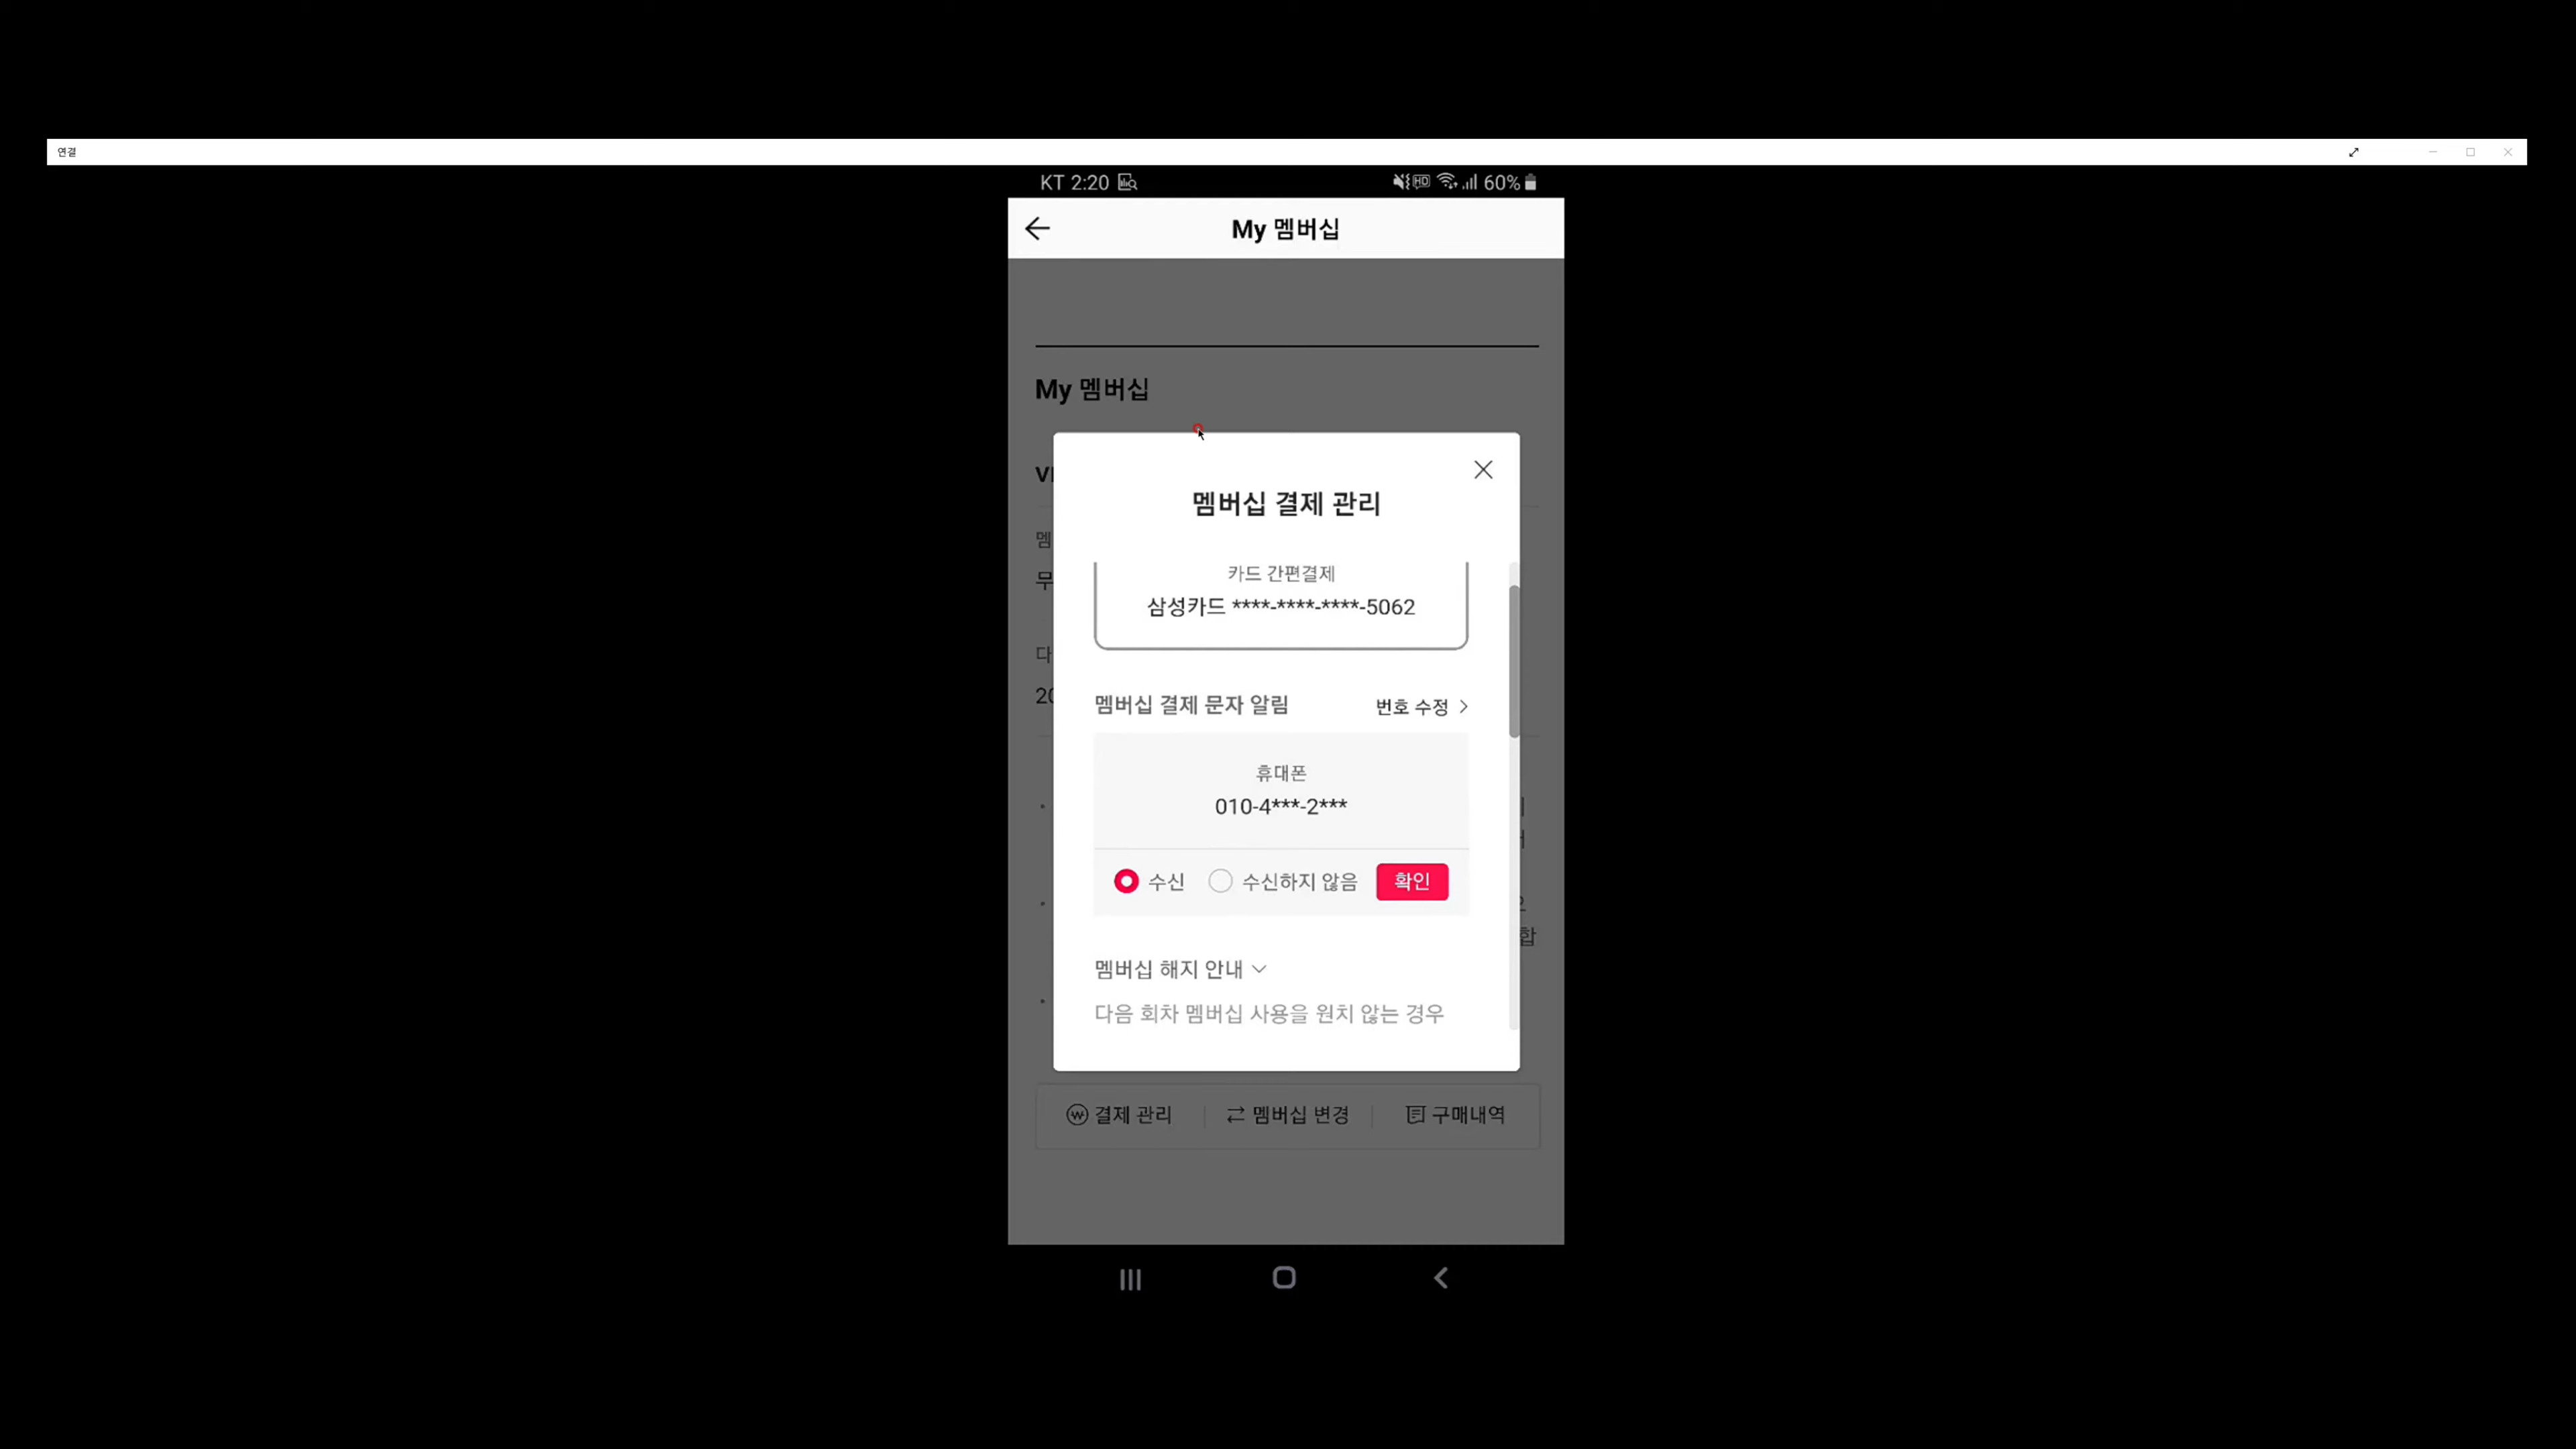 연결
KT 2:20
HD 60%
My 멤버십
My 멤버십
멤버십 결제 관리
카드 간편결제
삼성카드 ****-****-****-5062
멤버십 결제 문자 알림 번호 수정
휴대폰
010-4***-2***
수신 수신하지 않음 확인
합
멤버십 해지 안내
다음 회차 멤버십 사용을 원치 않는 경우
결제 관리 멤버십 변경 구매내역